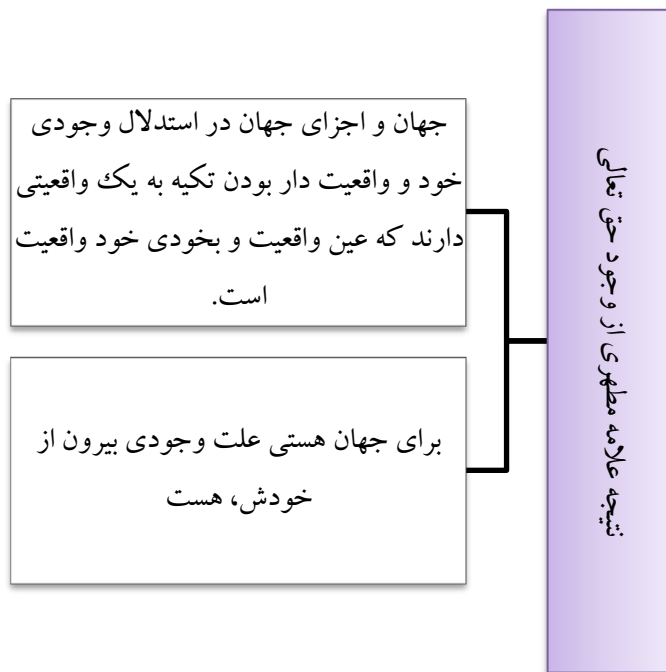 نتیجه علامه مطهری از وجود حق تعالی
جهان و اجزای جهان در استدلال وجودی
خود و واقعیت دار بودن تکیه به یک واقعیتی
دارند که عین واقعیت و بخودی خود واقعیت
است.
برای جهان هستی علت وجودی بیرون از
خودش، هست